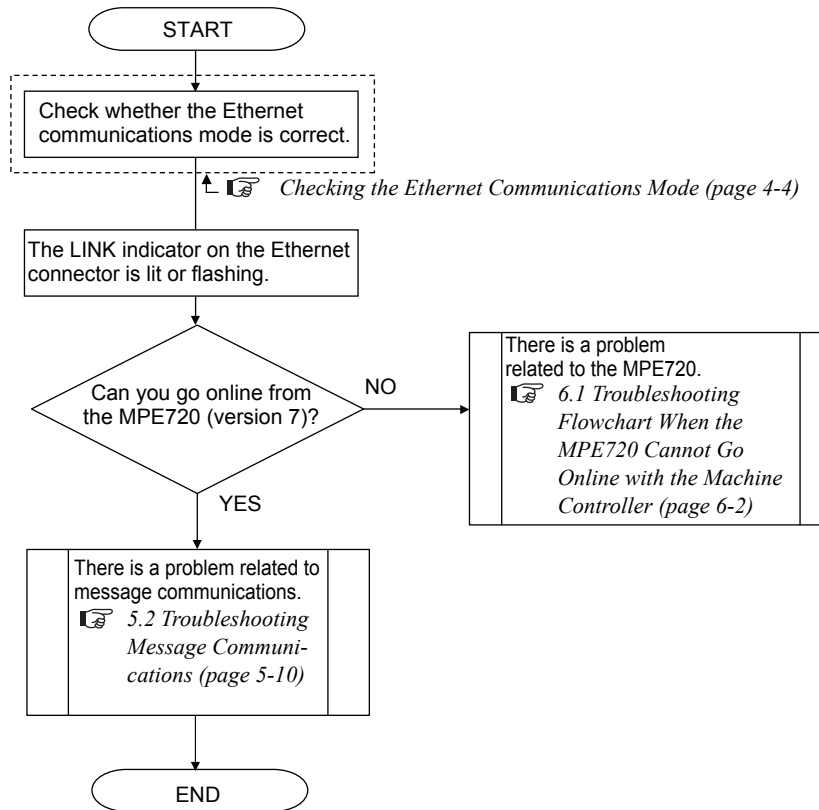 START
Check whether the Ethernet
communications mode is correct.
Checking the Ethernet Communications Mode (page 4-4)
The LINK indicator on the Ethernet
connector is lit or flashing.
Can you go online from
the MPE720 (version 7)?
NO
There is a problem
related to the MPE720.
6.1 Troubleshooting
Flowchart When the
MPE720 Cannot Go
Online with the Machine
Controller (page 6-2)
YES
There is a problem related to
message communications.
5.2 Troubleshooting
Message Communi-
cations (page 5-10)
END